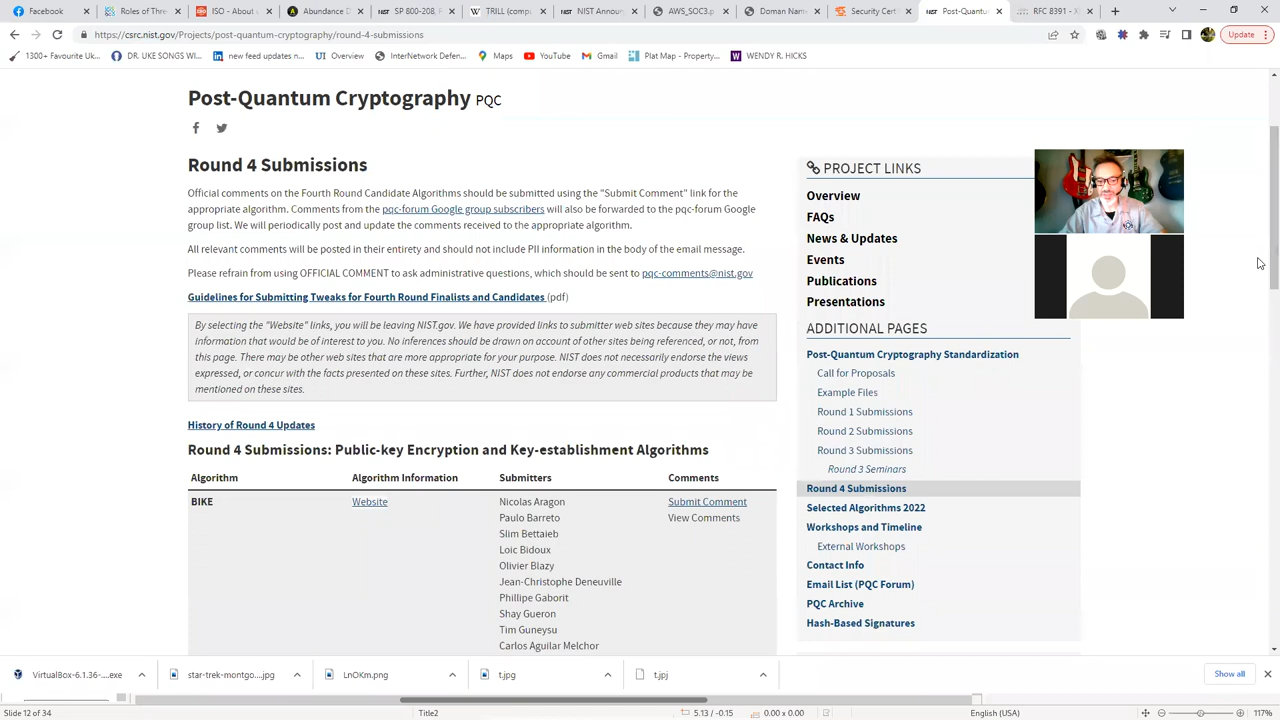 Facebook
Inbox
Roles of Three
ISO - About u
Abundance D
SP 800-208, R
TRILL (compu
NIST Announ
AWS_SOC3.p
Doman Name
Security Certi
Post-Quantu
RFC 8391 - X
https://csrc.nist.gov/Projects/post-quantum-cryptography/round-4-submissions
Update
1300+ Favourite Uk...
DR. UKE SONGS WI...
new feed updates n...
Overview
InterNetwork Defen...
Maps
YouTube
Gmail
Plat Map - Property...
WENDY R. HICKS
Post-Quantum Cryptography PQC
Round 4 Submissions
Official comments on the Fourth Round Candidate Algorithms should be submitted using the "Submit Comment" link for the
appropriate algorithm. Comments from the pqc-forum Google group subscribers will also be forwarded to the pqc-forum Google
group list. We will periodically post and update the comments received to the appropriate algorithm.
All relevant comments will be posted in their entirety and should not include PII information in the body of the email message.
Please refrain from using OFFICIAL COMMENT to ask administrative questions, which should be sent to pqc-comments@nist.gov
Guidelines for Submitting Tweaks for Fourth Round Finalists and Candidates (pdf)
By selecting the "Website" links, you will be leaving NIST.gov. We have provided links to submitter web sites because they may have
information that would be of interest to you. No inferences should be drawn on account of other sites being referenced, or not, from
this page. There may be other web sites that are more appropriate for your purpose. NIST does not necessarily endorse the views
expressed, or concur with the facts presented on these sites. Further, NIST does not endorse any commercial products that may be
mentioned on these sites.
History of Round 4 Updates
Round 4 Submissions: Public-key Encryption and Key-establishment Algorithms
Algorithm
Algorithm Information
Submitters
Comments
BIKE
Website
Nicolas Aragon
Submit Comment
Paulo Barreto
View Comments
Slim Bettaieb
Loic Bidoux
Olivier Blazy
Jean-Christophe Deneuville
Phillipe Gaborit
Shay Gueron
Tim Guneysu
Carlos Aguilar Melchor
PROJECT LINKS
Overview
FAQs
News & Updates
Events
Publications
Presentations
ADDITIONAL PAGES
Post-Quantum Cryptography Standardization
Call for Proposals
Example Files
Round 1 Submissions
Round 2 Submissions
Round 3 Submissions
Round 3 Seminars
Round 4 Submissions
Selected Algorithms 2022
Workshops and Timeline
External Workshops
Contact Info
Email List (PQC Forum)
PQC Archive
Hash-Based Signatures
VirtualBox-6.1.36-....exe
star-trek-montgo....jpg
LnOKm.png
t.jpg
t.jpj
Show all
Slide 12 of 34
Title2
5.13 / -0.15
0.00 x 0.00
English (USA)
117%